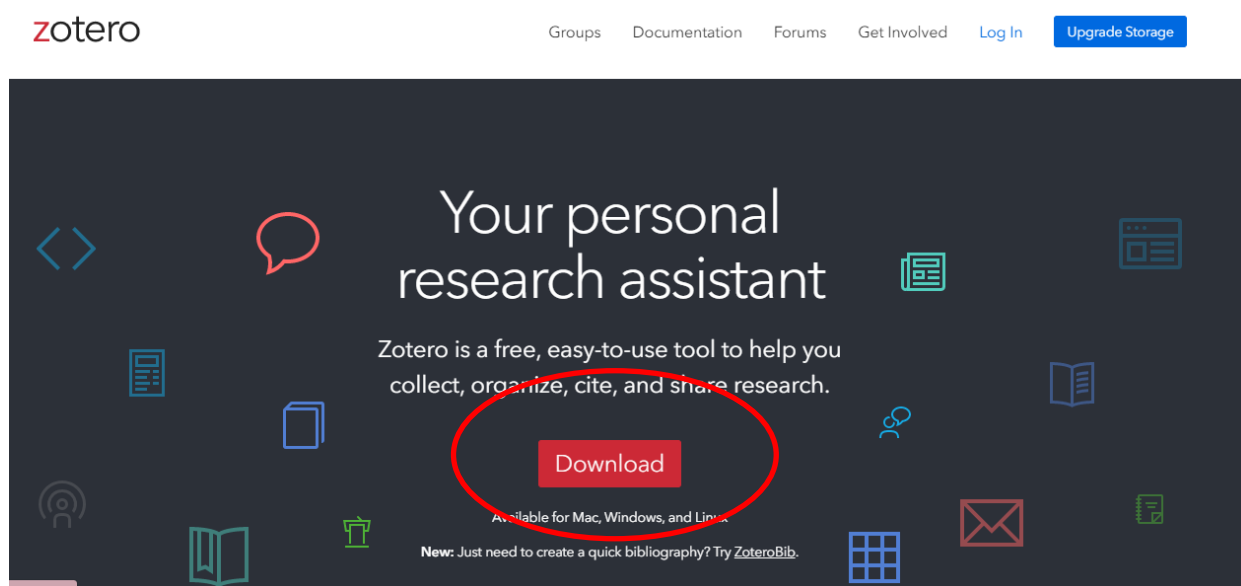 zotero
Groups Documentation Forums Get Involved Log In Upgrade Storage
Your personal
research assistant
Zotero is a free, easy-to-use tool to help you
collect, organize, cite, and share research.
Download
Available for Mac, Windows, and Linux
New: Just need to create a quick bibliography? Try ZoteroBib.